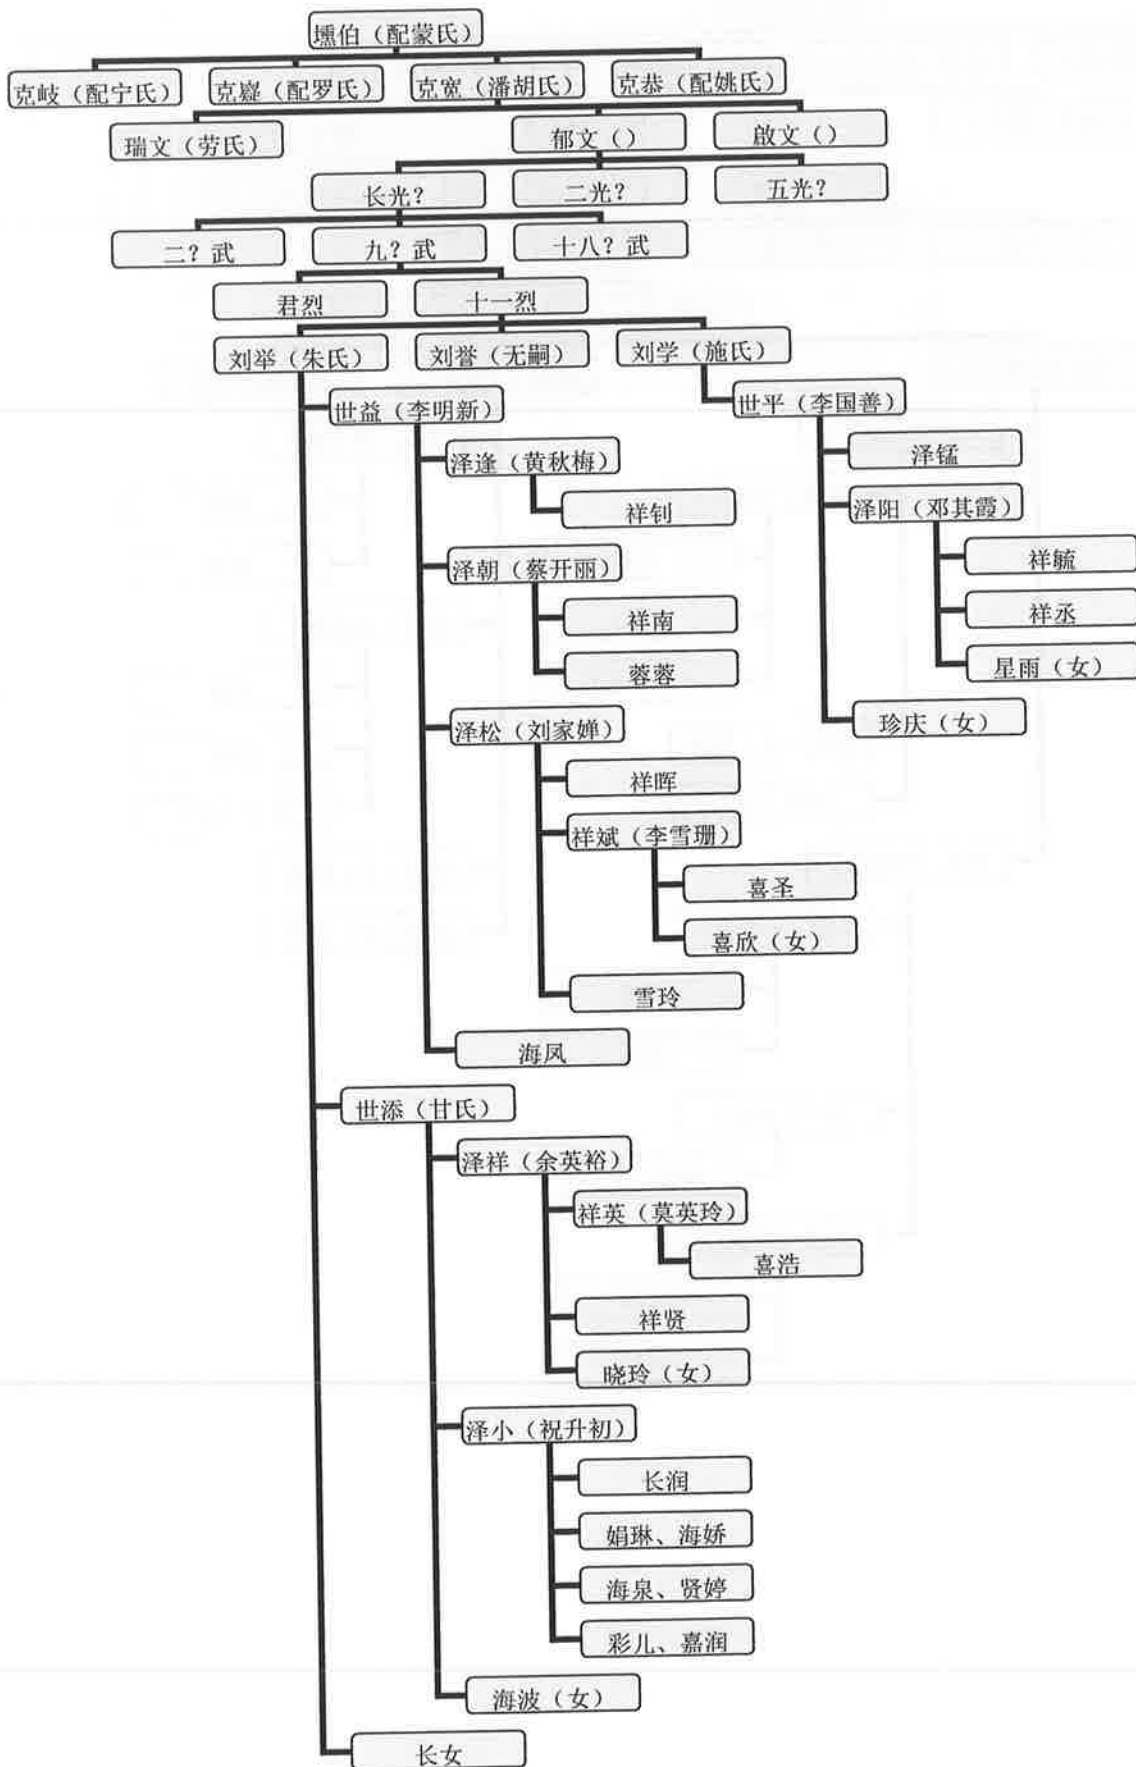 壎伯（配蒙氏）
克岐（配宁氏） 克嶷（配罗氏） 克宽（潘胡氏） 克恭（配姚氏）
瑞文（劳氏） 郁文（） 啟文（）
长光？ 二光？ 五光？
二？武 九？武 十八？武
君烈 十一烈
刘举（朱氏） 刘誉（无嗣） 刘学（施氏）
世益（李明新） 世平（李国善）
泽逢（黄秋梅） 泽锰
祥钊 泽阳（邓其霞）
泽朝（蔡开丽） 祥毓
祥南 祥丞
蓉蓉 星雨（女）
泽松（刘家婵） 珍庆（女）
祥晖
祥斌（李雪珊）
喜圣
喜欣（女）
雪玲
海凤
世添（甘氏）
泽祥（余英裕）
祥英（莫英玲）
喜浩
祥贤
晓玲（女）
泽小（祝升初）
长润
娟琳、海娇
海泉、贤婷
彩儿、嘉润
海波（女）
长女